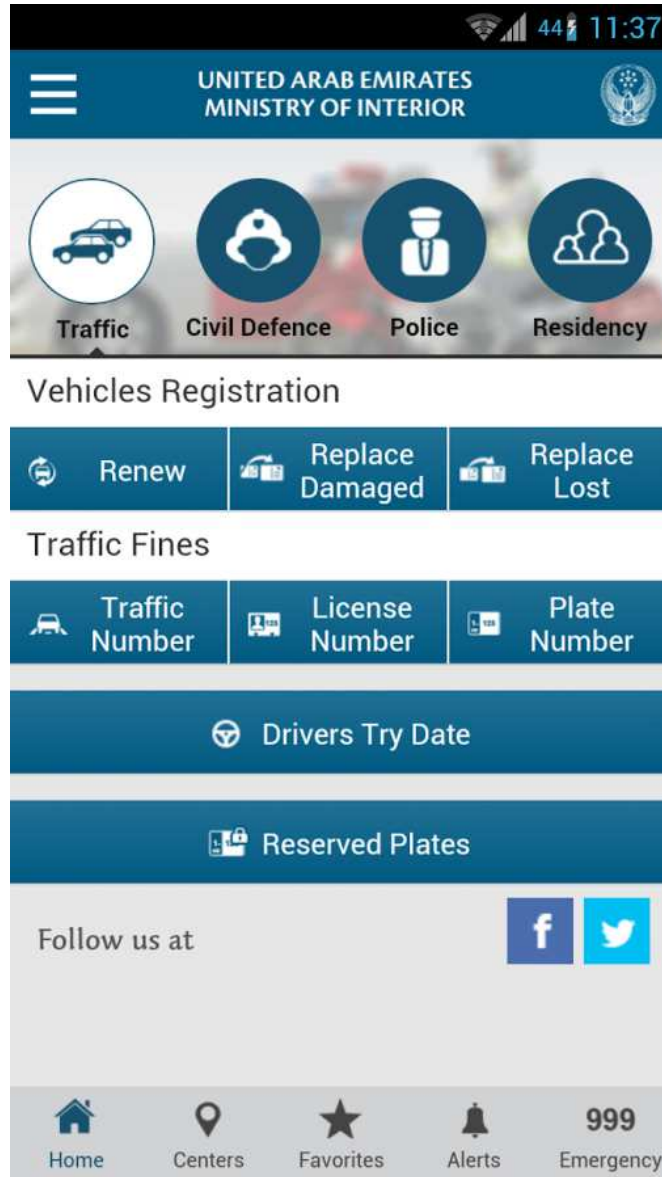 44 11:37
UNITED ARAB EMIRATES
MINISTRY OF INTERIOR
Traffic Civil Defence Police Residency
Vehicles Registration
Renew
Replace
Damaged
Replace
Lost
Traffic Fines
Traffic
Number
License
Number
Plate
Number
Drivers Try Date
Reserved Plates
Follow us at
f
999
Home Centers Favorites Alerts Emergency